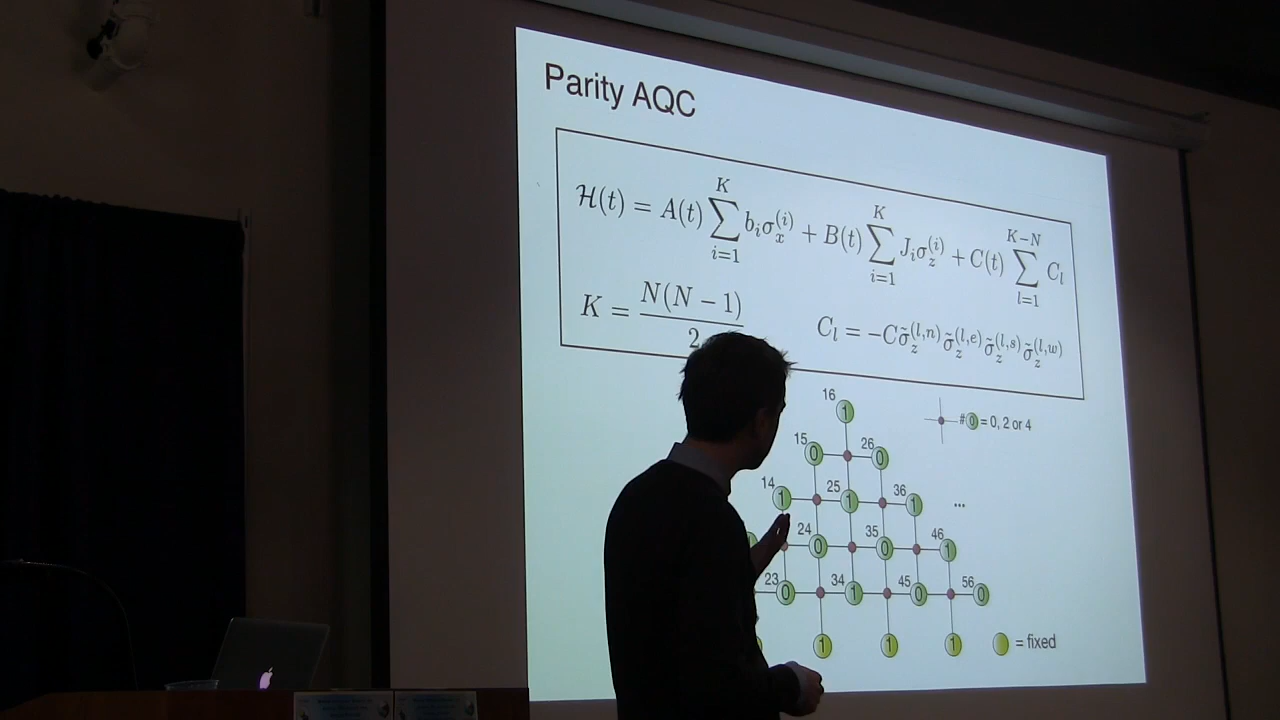 Parity AQC
H(t) = A(t) ∑_{i=1}^{K} b_i σ_x^{(i)} + B(t) ∑_{i=1}^{K} J_i σ_z^{(i)} + C(t) ∑_{l=1}^{K−N} C_l
K = N(N − 1) / 2
C_l = −C σ̃_z^{(l,n)} σ̃_z^{(l,e)} σ̃_z^{(l,s)} σ̃_z^{(l,w)}
16 1
# 0 = 0, 2 or 4
15 0 26 0
14 1 25 1 36 1 ...
24 0 35 0 46 1
23 0 34 1 45 0 56 0
1 1 1 = fixed